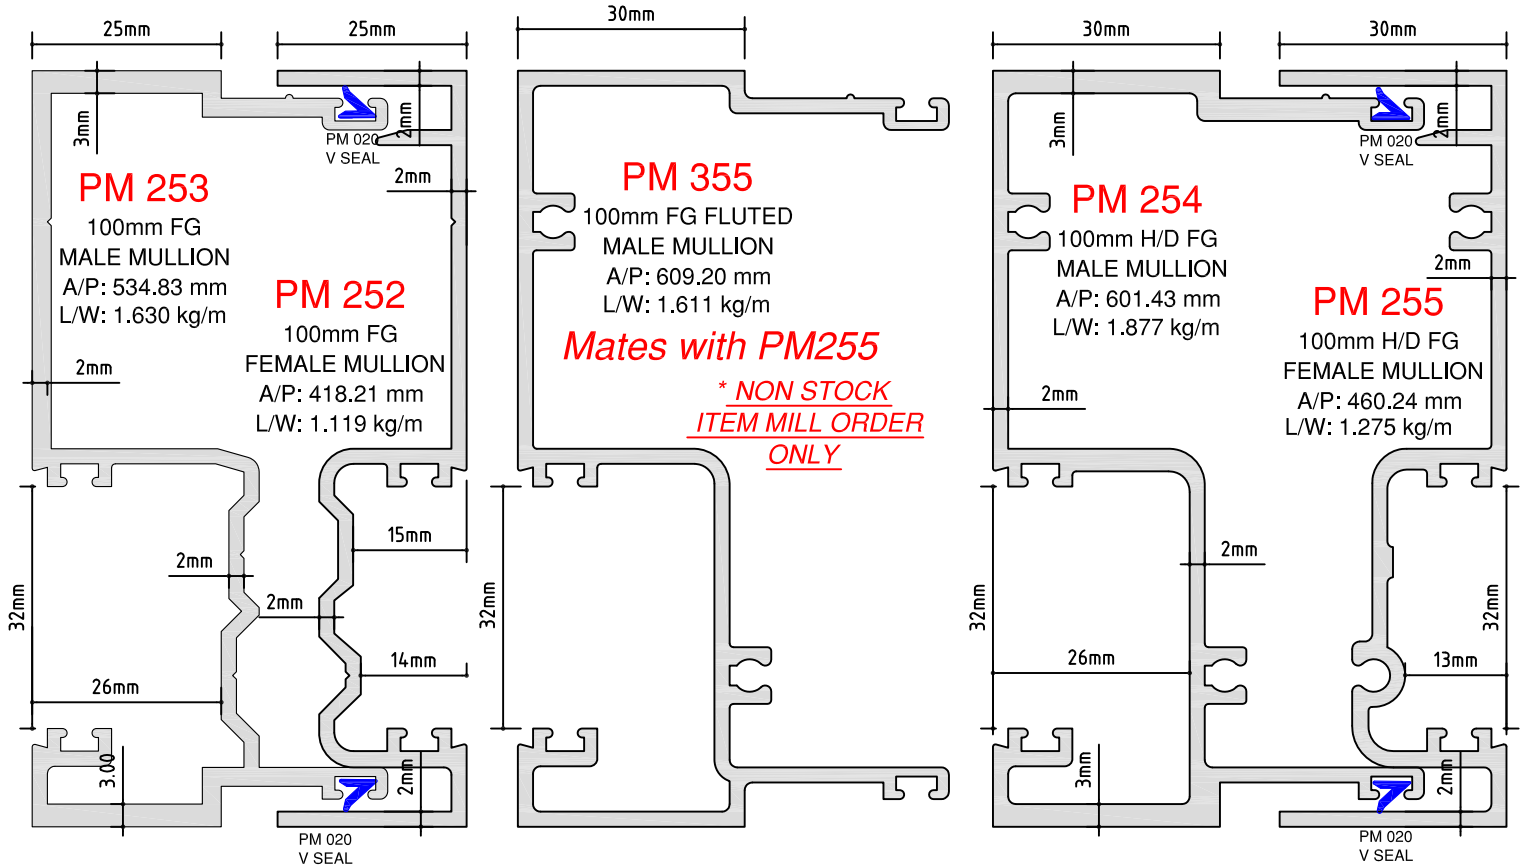 25mm
25mm
30mm
30mm
30mm
3mm
2mm
PM 020
V SEAL
2mm
PM 253
100mm FG
MALE MULLION
A/P: 534.83 mm
L/W: 1.630 kg/m
PM 252
100mm FG
FEMALE MULLION
A/P: 418.21 mm
L/W: 1.119 kg/m
2mm
15mm
2mm
2mm
32mm
14mm
26mm
3.00
2mm
PM 020
V SEAL
PM 355
100mm FG FLUTED
MALE MULLION
A/P: 609.20 mm
L/W: 1.611 kg/m
Mates with PM255
* NON STOCK
ITEM MILL ORDER
ONLY
32mm
3mm
2mm
PM 020
V SEAL
PM 254
100mm H/D FG
MALE MULLION
A/P: 601.43 mm
L/W: 1.877 kg/m
2mm
PM 255
100mm H/D FG
FEMALE MULLION
A/P: 460.24 mm
L/W: 1.275 kg/m
2mm
2mm
32mm
32mm
26mm
13mm
3mm
2mm
PM 020
V SEAL